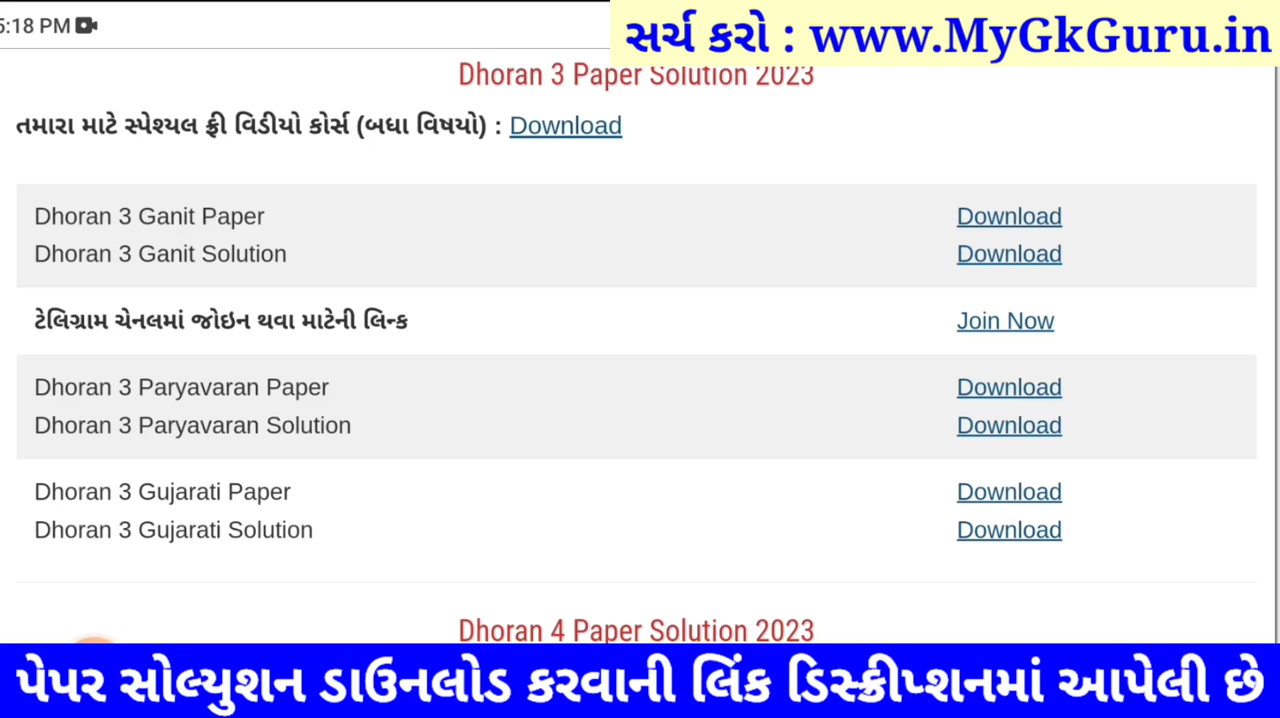 5:18 PM
સર્ચ કરો : www.MyGkGuru.in
Dhoran 3 Paper Solution 2023
તમારા માટે સ્પેશ્યલ ફ્રી વિડીયો કોર્સ (બધા વિષયો) : Download
Dhoran 3 Ganit Paper Download
Dhoran 3 Ganit Solution Download
ટેલિગ્રામ ચેનલમાં જોઇન થવા માટેની લિન્ક Join Now
Dhoran 3 Paryavaran Paper Download
Dhoran 3 Paryavaran Solution Download
Dhoran 3 Gujarati Paper Download
Dhoran 3 Gujarati Solution Download
Dhoran 4 Paper Solution 2023
પેપર સોલ્યુશન ડાઉનલોડ કરવાની લિંક ડિસ્ક્રીપ્શનમાં આપેલી છે